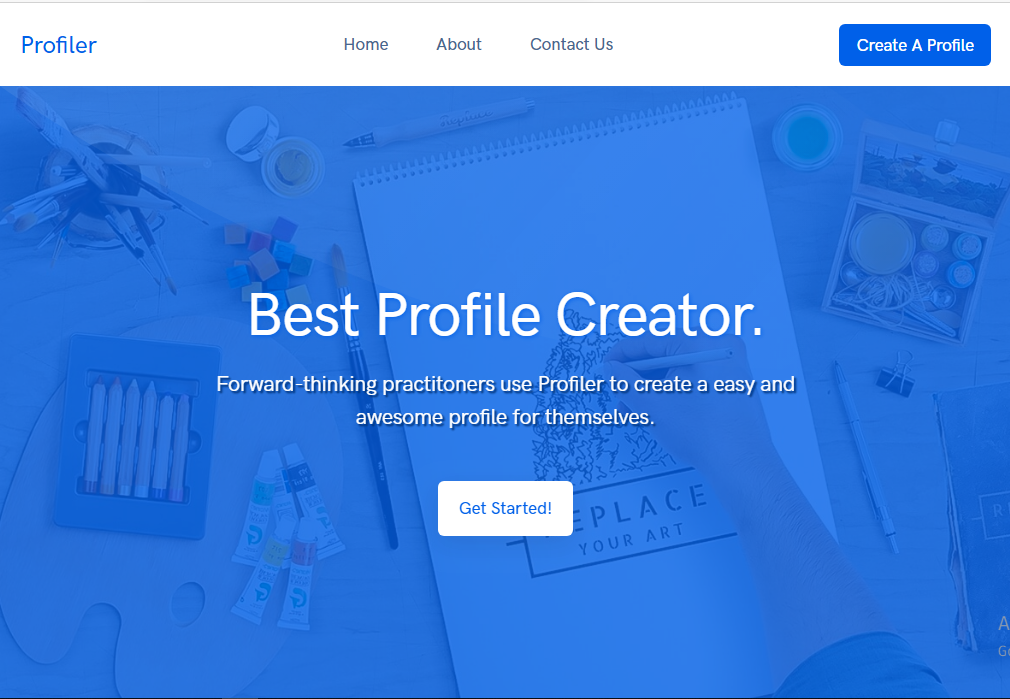 Profiler
Home
About
Contact Us
Create A Profile
Replace
Best Profile Creator.
Forward-thinking practitoners use Profiler to create a easy and
awesome profile for themselves.
Get Started!
YOUR ART